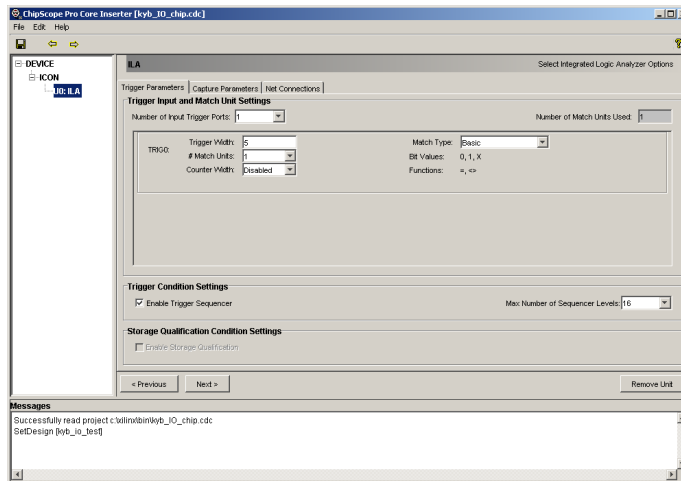 ChipScope Pro Core Inserter [kyb_IO_chip.cdc]
File Edit Help
DEVICE
ICON
U0: ILA
ILA Select Integrated Logic Analyzer Options
Trigger Parameters Capture Parameters Net Connections
Trigger Input and Match Unit Settings
Number of Input Trigger Ports: 1 Number of Match Units Used: 1
TRIG0: Trigger Width: 5 Match Type: Basic
# Match Units: 1 Bit Values: 0, 1, X
Counter Width: Disabled Functions: =, <>
Trigger Condition Settings
Enable Trigger Sequencer Max Number of Sequencer Levels: 16
Storage Qualification Condition Settings
Enable Storage Qualification
< Previous Next > Remove Unit
Messages
Successfully read project c:\xilinx\bin\kyb_IO_chip.cdc
SetDesign [kyb_io_test]